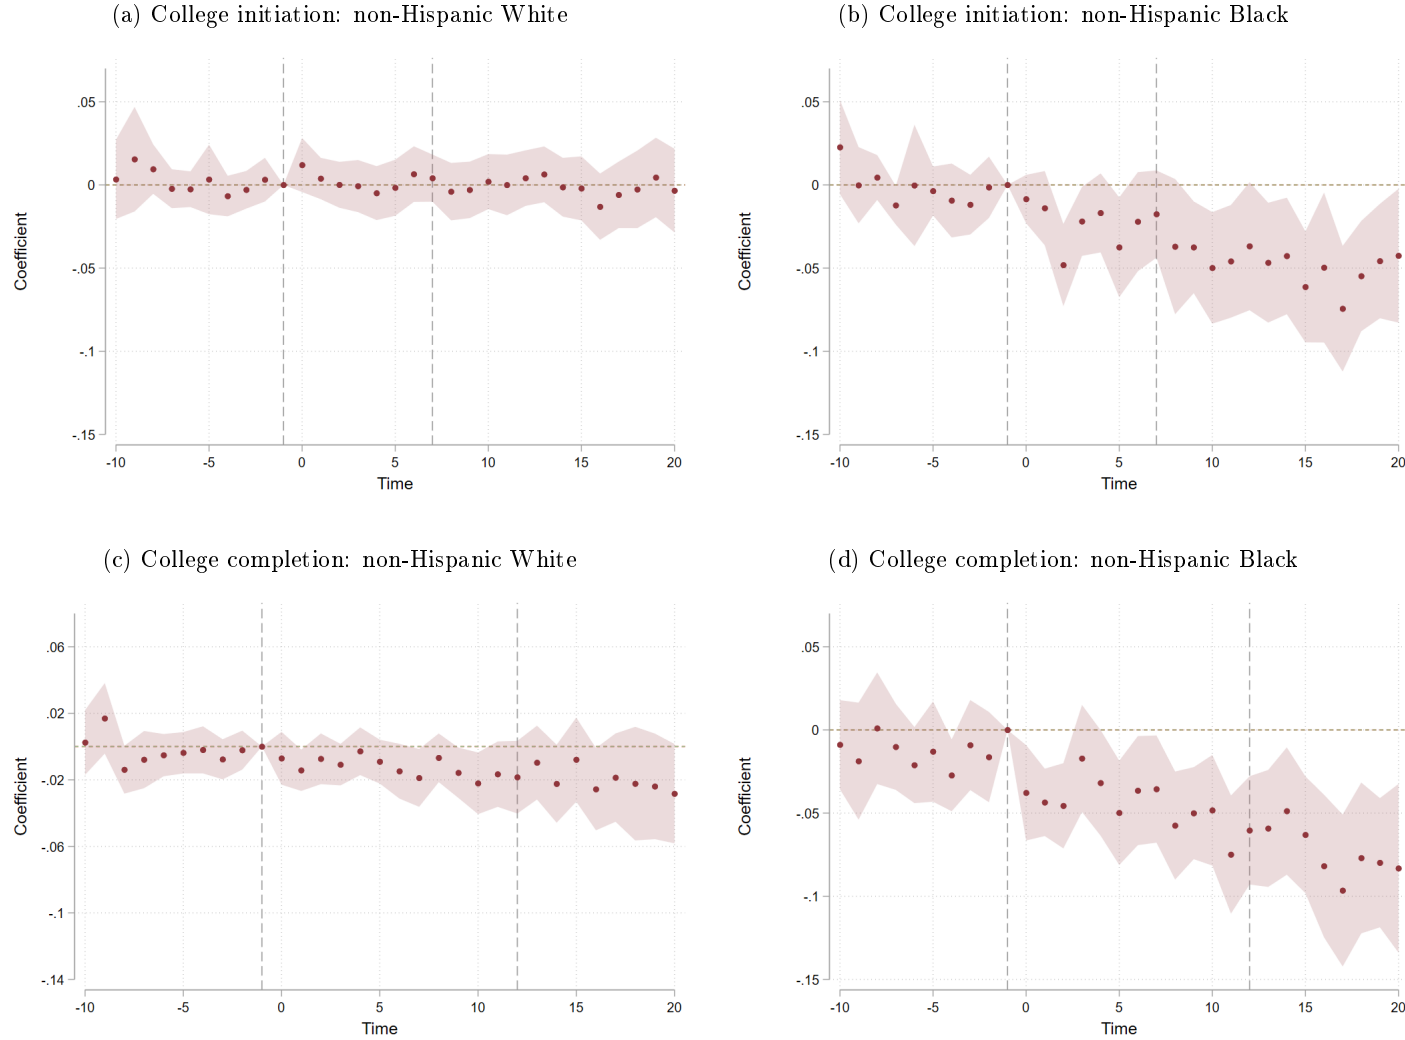 (a) College initiation: non-Hispanic White
.05
0
-.05
-.1
-.15
Coefficient
-10 -5 0 5 10 15 20
Time
(b) College initiation: non-Hispanic Black
.05
0
-.05
-.1
-.15
Coefficient
-10 -5 0 5 10 15 20
Time
(c) College completion: non-Hispanic White
.06
.02
-.02
-.06
-.1
-.14
Coefficient
-10 -5 0 5 10 15 20
Time
(d) College completion: non-Hispanic Black
.05
0
-.05
-.1
-.15
Coefficient
-10 -5 0 5 10 15 20
Time